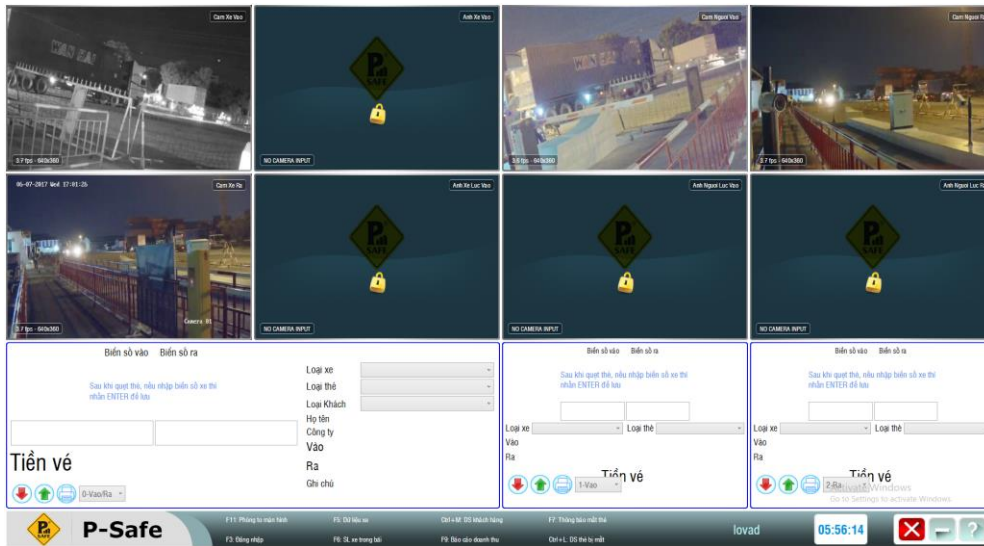 Cam Xe Vao
3.7 fps - 640x360
Anh Xe Vao
NO CAMERA INPUT
Cam Nguoi Vao
3.8 fps - 640x360
Cam Nguoi Ra
3.7 fps - 640x360
06-07-2017 Wed 17:01:26
Cam Xe Ra
Camera 01
3.7 fps - 640x360
Anh Xe Luc Vao
NO CAMERA INPUT
Anh Nguoi Luc Vao
NO CAMERA INPUT
Anh Nguoi Luc Ra
NO CAMERA INPUT
Biển số vào Biển số ra
Sau khi quẹt thẻ, nếu nhập biển số xe thì
nhấn ENTER để lưu
Tiền vé
0-Vao/Ra
Loại xe
Loại thẻ
Loại Khách
Họ tên
Công ty
Vào
Ra
Ghi chú
Biển số vào Biển số ra
Sau khi quẹt thẻ, nếu nhập biển số xe thì
nhấn ENTER để lưu
Loại xe Loại thẻ
Vào
Ra
Tiền vé
1-Vao
Biển số vào Biển số ra
Sau khi quẹt thẻ, nếu nhập biển số xe thì
nhấn ENTER để lưu
Loại xe Loại thẻ
Vào
Ra
Tiền vé
2-Ra
Activate Windows
Go to Settings to activate Windows.
P-Safe
F11: Phóng to màn hình F5: Dữ liệu xe Ctrl+M: DS khách hàng F7: Thông báo mất thẻ
F3: Đăng nhập F6: SL xe trong bãi F9: Báo cáo doanh thu Ctrl+L: DS thẻ bị mất
lovad
05:56:14